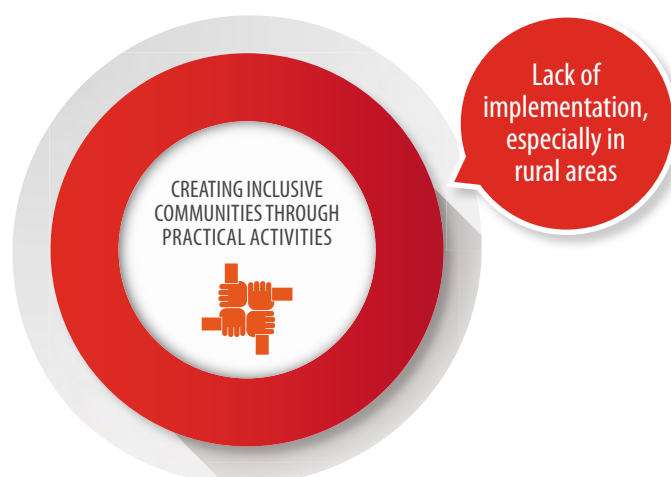 CREATING INCLUSIVE
COMMUNITIES THROUGH
PRACTICAL ACTIVITIES
Lack of
implementation,
especially in
rural areas